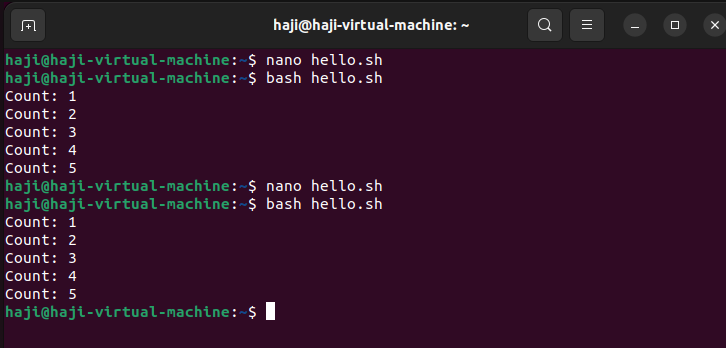 haji@haji-virtual-machine: ~
haji@haji-virtual-machine:~$ nano hello.sh
haji@haji-virtual-machine:~$ bash hello.sh
Count: 1
Count: 2
Count: 3
Count: 4
Count: 5
haji@haji-virtual-machine:~$ nano hello.sh
haji@haji-virtual-machine:~$ bash hello.sh
Count: 1
Count: 2
Count: 3
Count: 4
Count: 5
haji@haji-virtual-machine:~$